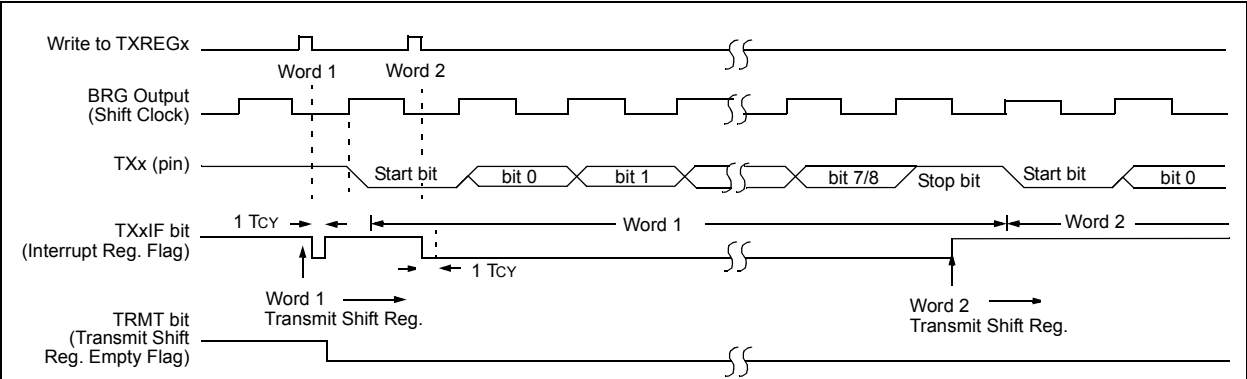 Write to TXREGx
Word 1
Word 2
BRG Output
(Shift Clock)
TXx (pin)
Start bit
bit 0
bit 1
bit 7/8
Stop bit
Start bit
bit 0
TXxIF bit
(Interrupt Reg. Flag)
1 TCY
Word 1
Word 2
1 TCY
Word 1
Transmit Shift Reg.
Word 2
Transmit Shift Reg.
TRMT bit
(Transmit Shift
Reg. Empty Flag)